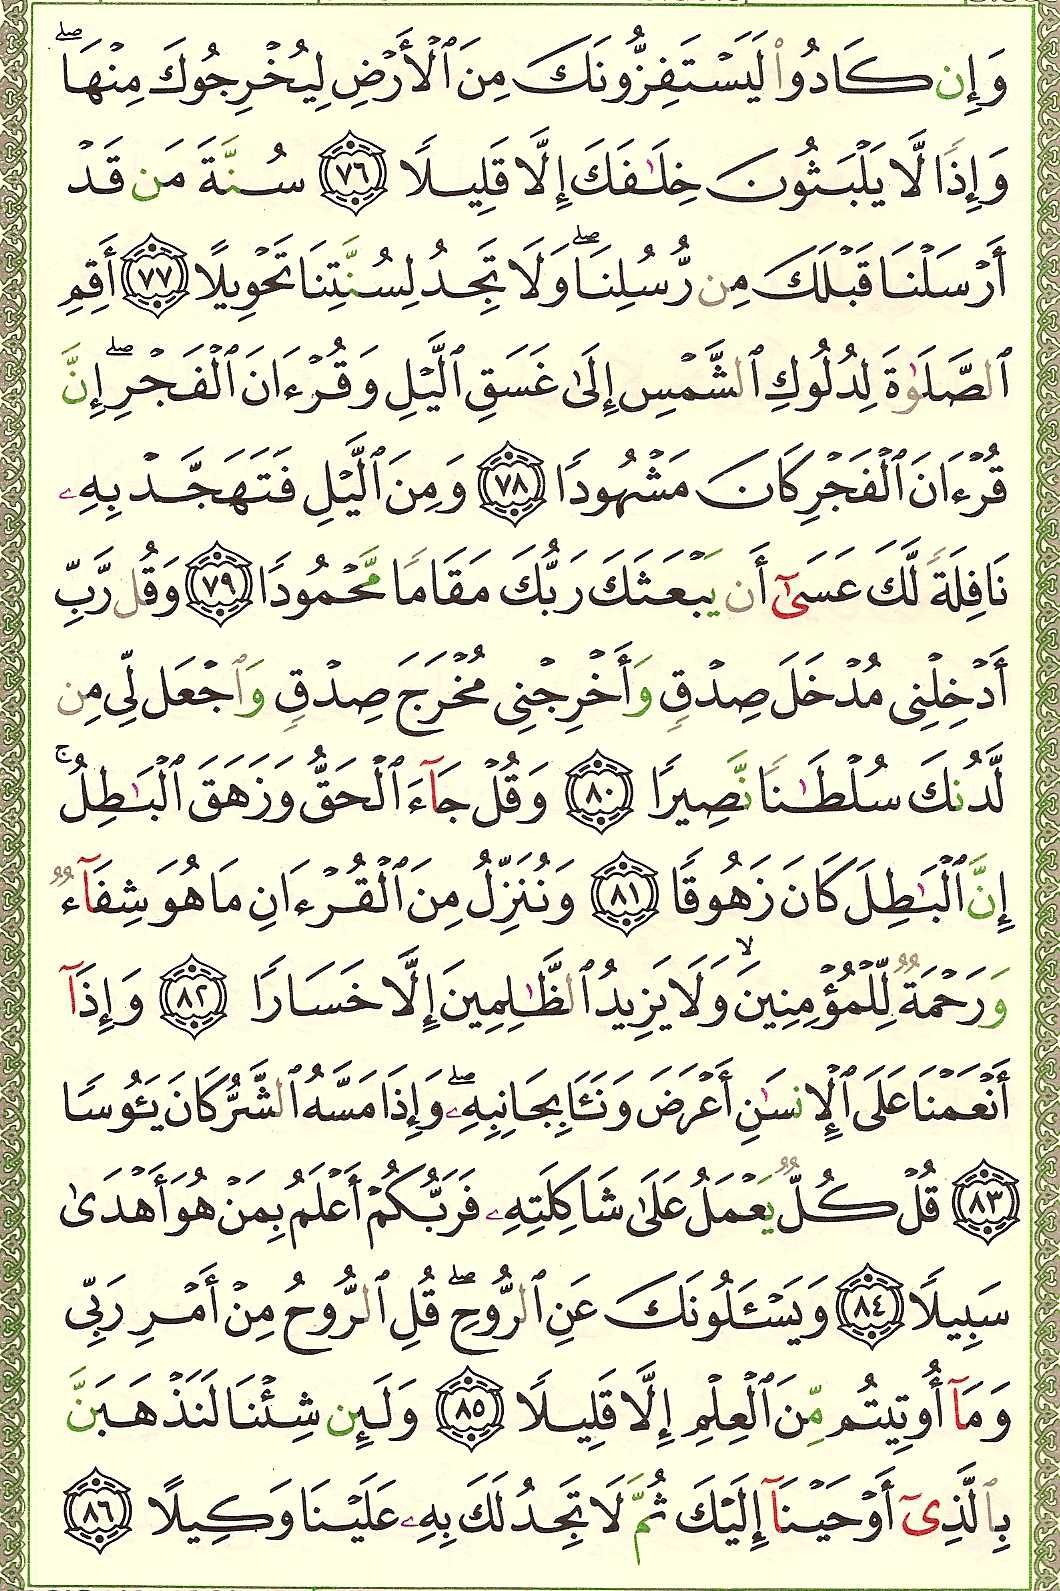 وَإِن كَادُوا۟ لَيَسْتَفِزُّونَكَ مِنَ ٱلْأَرْضِ لِيُخْرِجُوكَ مِنْهَا ۖ
وَإِذًا لَّا يَلْبَثُونَ خِلَـٰفَكَ إِلَّا قَلِيلًا ٧٦ سُنَّةَ مَن قَدْ
أَرْسَلْنَا قَبْلَكَ مِن رُّسُلِنَا ۖ وَلَا تَجِدُ لِسُنَّتِنَا تَحْوِيلًا ٧٧ أَقِمِ
ٱلصَّلَوٰةَ لِدُلُوكِ ٱلشَّمْسِ إِلَىٰ غَسَقِ ٱلَّيْلِ وَقُرْءَانَ ٱلْفَجْرِ ۖ إِنَّ
قُرْءَانَ ٱلْفَجْرِ كَانَ مَشْهُودًا ٧٨ وَمِنَ ٱلَّيْلِ فَتَهَجَّدْ بِهِۦ
نَافِلَةً لَّكَ عَسَىٰٓ أَن يَبْعَثَكَ رَبُّكَ مَقَامًا مَّحْمُودًا ٧٩ وَقُل رَّبِّ
أَدْخِلْنِى مُدْخَلَ صِدْقٍ وَأَخْرِجْنِى مُخْرَجَ صِدْقٍ وَٱجْعَل لِّى مِن
لَّدُنكَ سُلْطَـٰنًا نَّصِيرًا ٨٠ وَقُلْ جَآءَ ٱلْحَقُّ وَزَهَقَ ٱلْبَـٰطِلُ ۚ
إِنَّ ٱلْبَـٰطِلَ كَانَ زَهُوقًا ٨١ وَنُنَزِّلُ مِنَ ٱلْقُرْءَانِ مَا هُوَ شِفَآءٌ
وَرَحْمَةٌ لِّلْمُؤْمِنِينَ ۙ وَلَا يَزِيدُ ٱلظَّـٰلِمِينَ إِلَّا خَسَارًا ٨٢ وَإِذَآ
أَنْعَمْنَا عَلَى ٱلْإِنسَـٰنِ أَعْرَضَ وَنَـَٔا بِجَانِبِهِۦ ۖ وَإِذَا مَسَّهُ ٱلشَّرُّ كَانَ يَـُٔوسًا
٨٣ قُلْ كُلٌّ يَعْمَلُ عَلَىٰ شَاكِلَتِهِۦ فَرَبُّكُمْ أَعْلَمُ بِمَنْ هُوَ أَهْدَىٰ
سَبِيلًا ٨٤ وَيَسْـَٔلُونَكَ عَنِ ٱلرُّوحِ ۖ قُلِ ٱلرُّوحُ مِنْ أَمْرِ رَبِّى
وَمَآ أُوتِيتُم مِّنَ ٱلْعِلْمِ إِلَّا قَلِيلًا ٨٥ وَلَئِن شِئْنَا لَنَذْهَبَنَّ
بِٱلَّذِىٓ أَوْحَيْنَآ إِلَيْكَ ثُمَّ لَا تَجِدُ لَكَ بِهِۦ عَلَيْنَا وَكِيلًا ٨٦